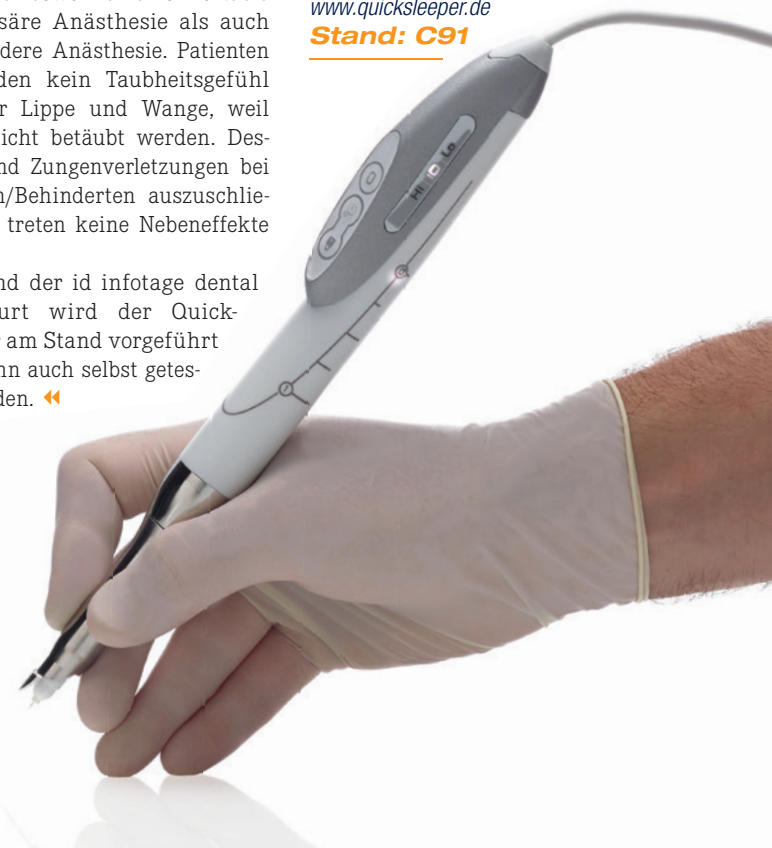 säre Anästhesie als auch
dere Anästhesie. Patienten
den kein Taubheitsgefühl
r Lippe und Wange, weil
icht betäubt werden. Des-
nd Zungenverletzungen bei
n/Behinderten auszuschlie-
treten keine Nebeneffekte
nd der id infotage dental
urt wird der Quick-
am Stand vorgeführt
nn auch selbst getes-
den.
www.quicksleeper.de
Stand: C91
HI Lo